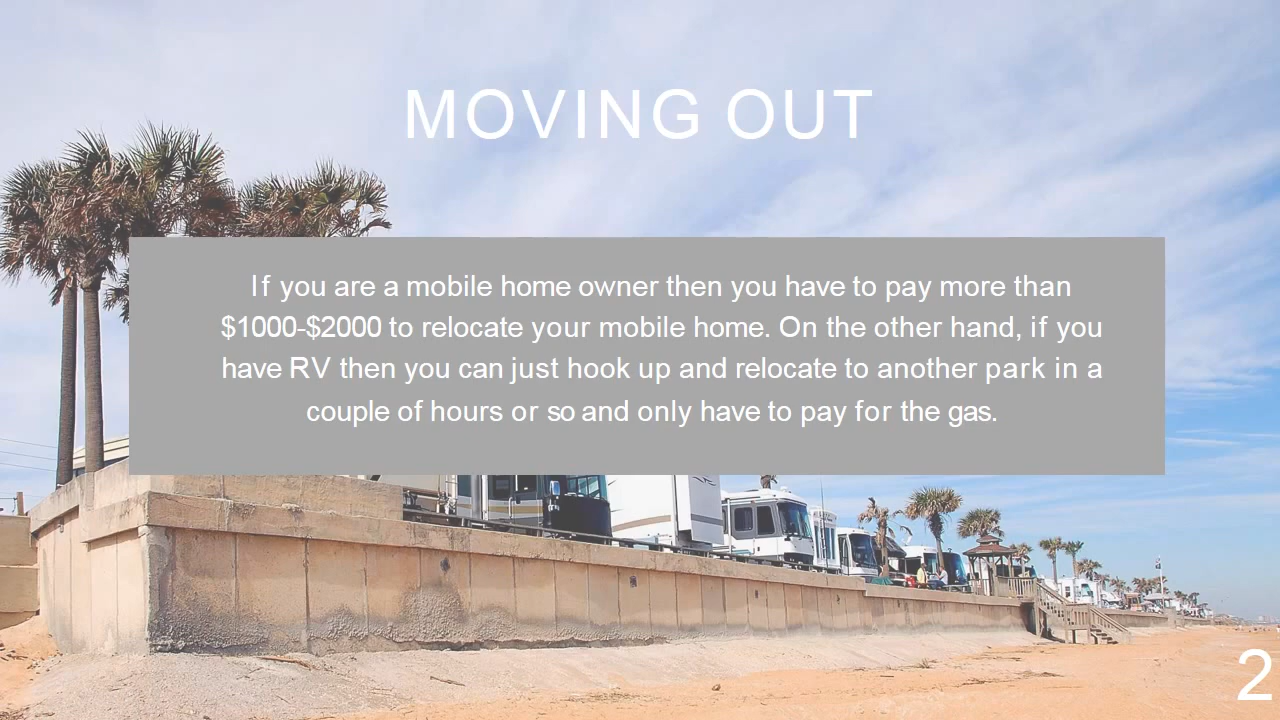 MOVING OUT
If you are a mobile home owner then you have to pay more than
$1000-$2000 to relocate your mobile home. On the other hand, if you
have RV then you can just hook up and relocate to another park in a
couple of hours or so and only have to pay for the gas.
2